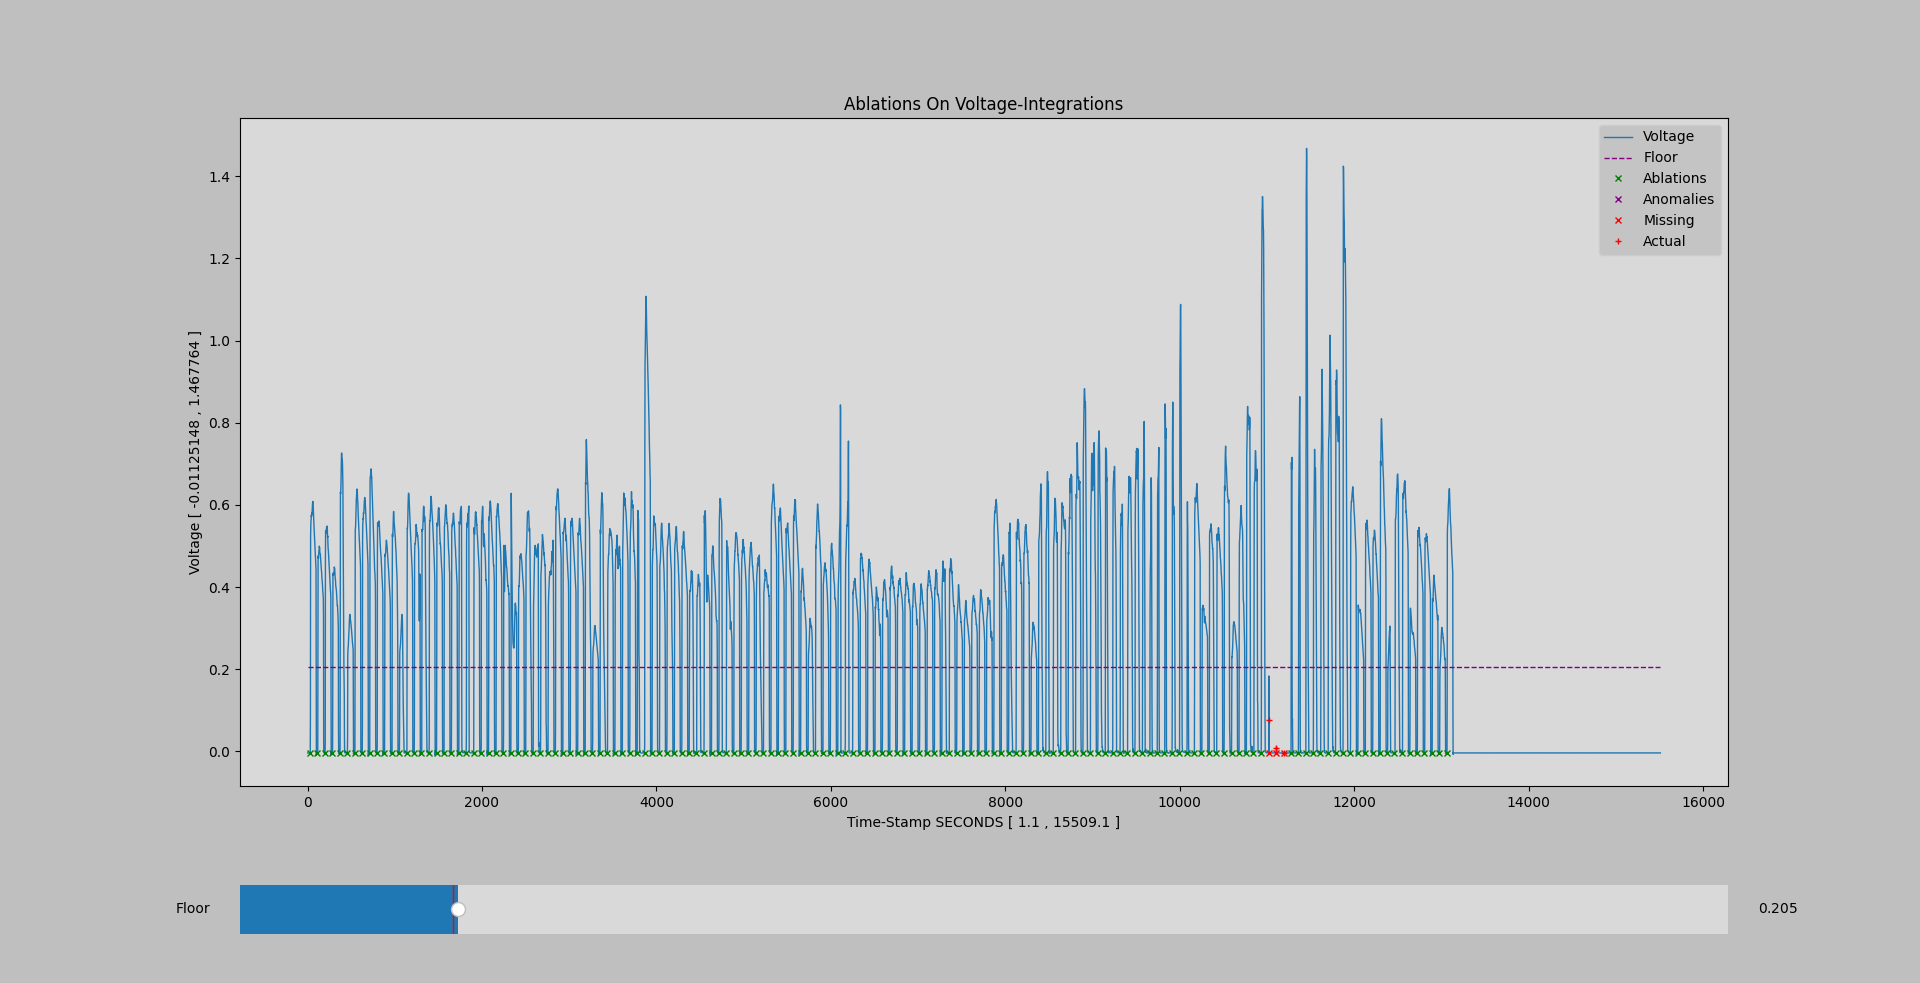 Ablations On Voltage-Integrations
Voltage
Floor
Ablations
Anomalies
Missing
Actual
1.4
1.2
1.0
0.8
0.6
0.4
0.2
0.0
Voltage [ -0.01125148 , 1.467764 ]
0 2000 4000 6000 8000 10000 12000 14000 16000
Time-Stamp SECONDS [ 1.1 , 15509.1 ]
Floor 0.205